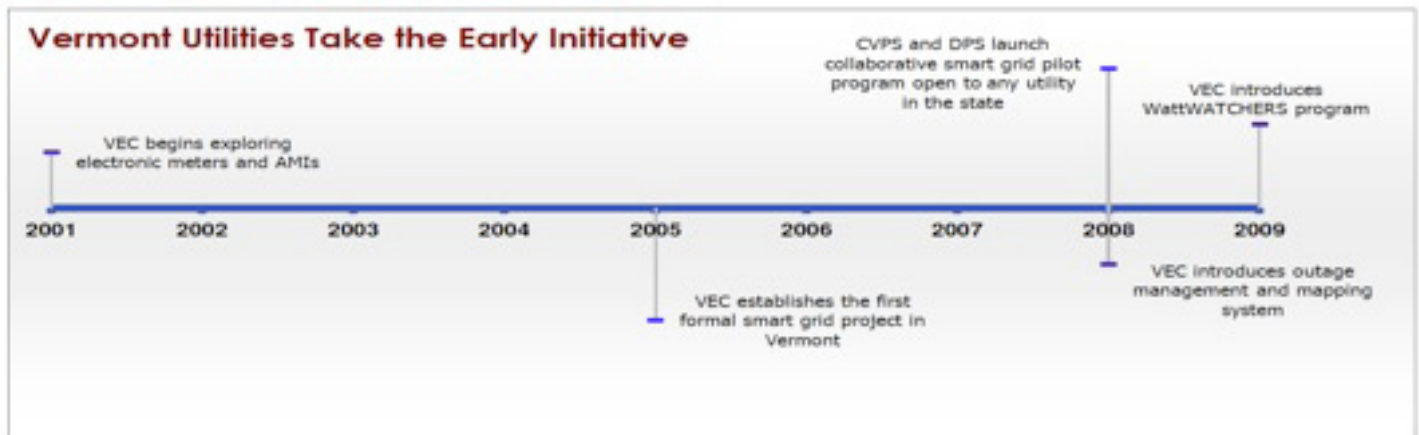 Vermont Utilities Take the Early Initiative
CVPS and DPS launch
collaborative smart grid pilot
program open to any utility
in the state
VEC introduces
WattWATCHERS program
VEC begins exploring
electronic meters and AMIs
2001 2002 2003 2004 2005 2006 2007 2008 2009
VEC establishes the first
formal smart grid project in
Vermont
VEC introduces outage
management and mapping
system